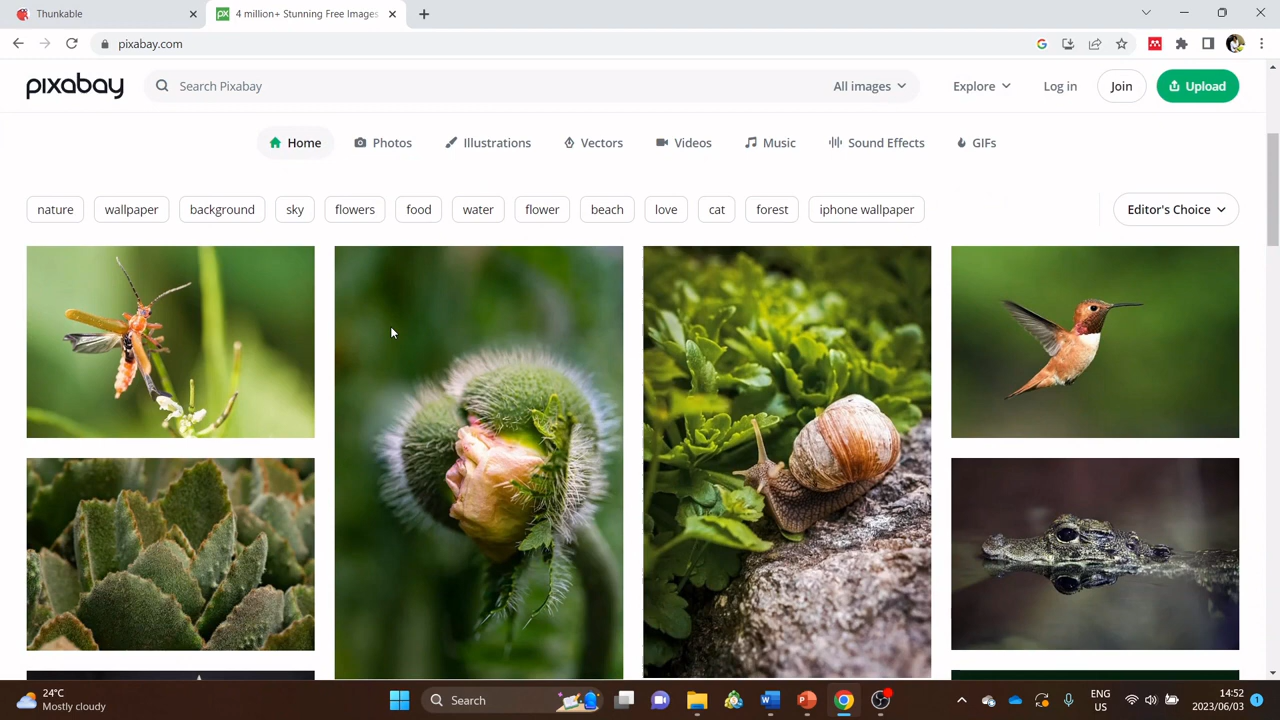 Thunkable
4 million+ Stunning Free Images
pixabay.com
pixabay
Search Pixabay
All images
Explore
Log in
Join
Upload
Home
Photos
Illustrations
Vectors
Videos
Music
Sound Effects
GIFs
nature
wallpaper
background
sky
flowers
food
water
flower
beach
love
cat
forest
iphone wallpaper
Editor's Choice
24°C
Mostly cloudy
Search
ENG
US
14:52
2023/06/03
1